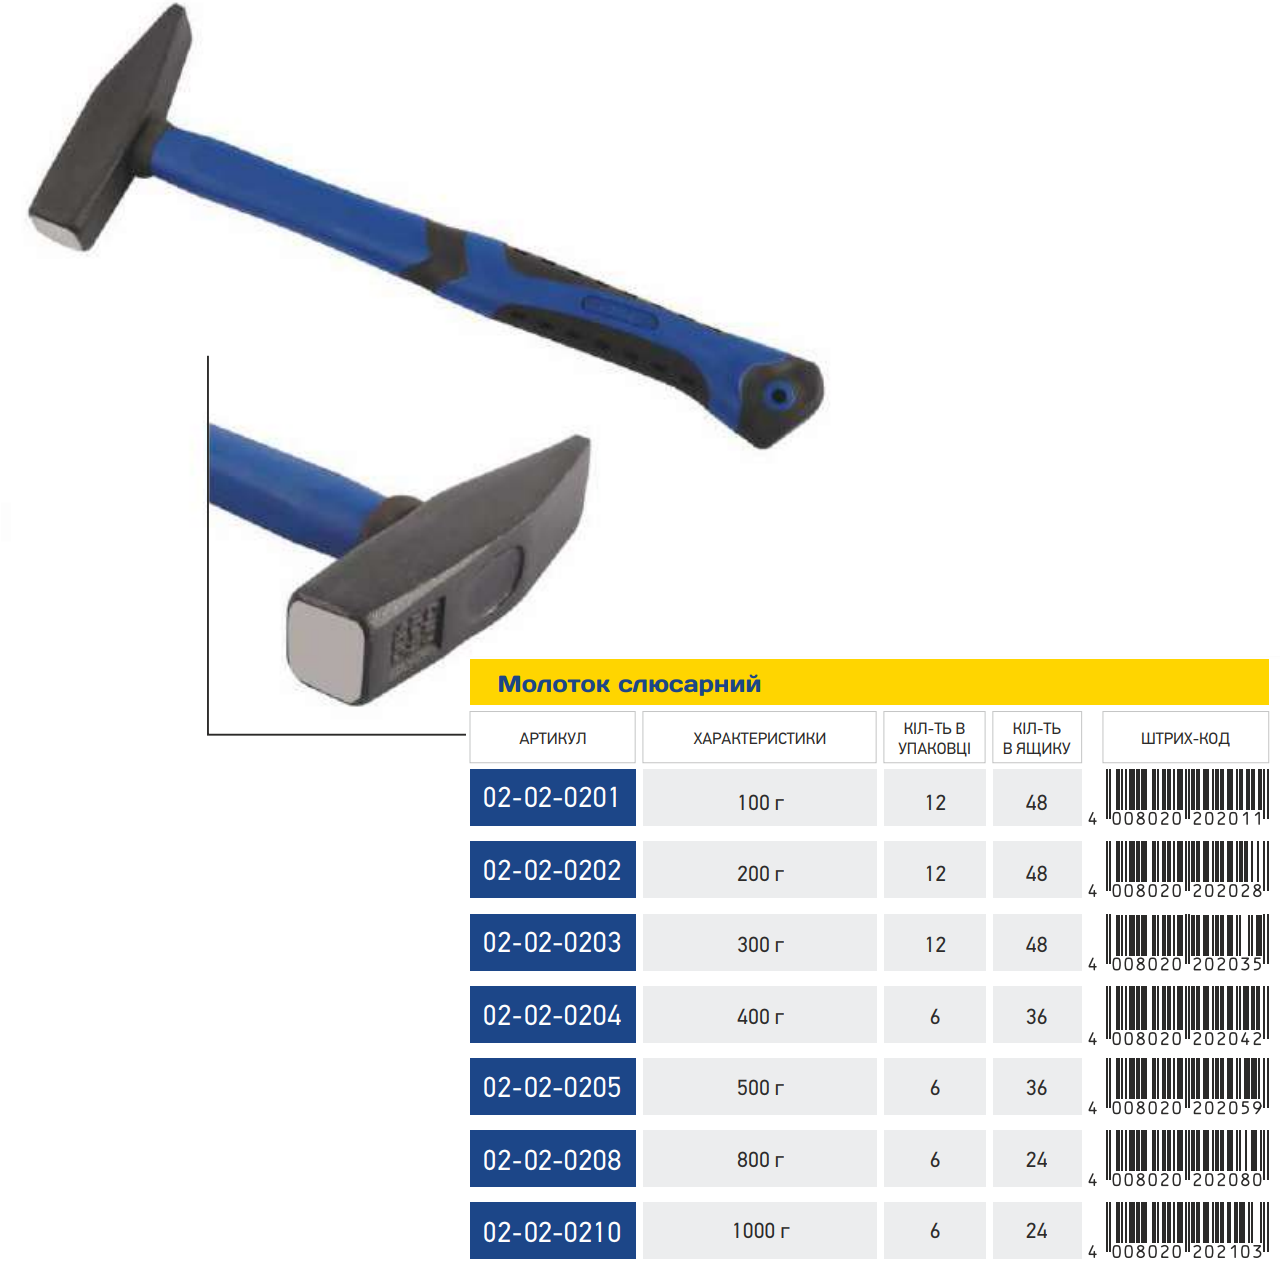 Молоток слюсарний
АРТИКУЛ ХАРАКТЕРИСТИКИ КІЛ-ТЬ В УПАКОВЦІ КІЛ-ТЬ В ЯЩИКУ ШТРИХ-КОД
02-02-0201 100 г 12 48 4 008020 202011
02-02-0202 200 г 12 48 4 008020 202028
02-02-0203 300 г 12 48 4 008020 202035
02-02-0204 400 г 6 36 4 008020 202042
02-02-0205 500 г 6 36 4 008020 202059
02-02-0208 800 г 6 24 4 008020 202080
02-02-0210 1000 г 6 24 4 008020 202103